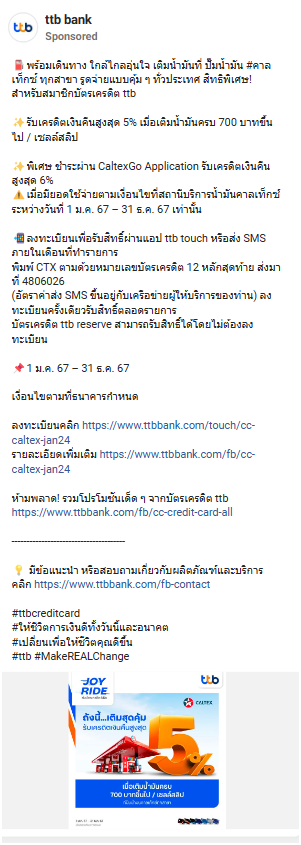 ttb bank
Sponsored
⛽ พร้อมเดินทาง ใกล้ไกลอุ่นใจ เติมน้ำมันที่ ปั๊มน้ำมัน #คาล
เท็กซ์ ทุกสาขา รูดจ่ายแบบคุ้ม ๆ ทั่วประเทศ สิทธิพิเศษ!
สำหรับสมาชิกบัตรเครดิต ttb
✨รับเครดิตเงินคืนสูงสุด 5% เมื่อเติมน้ำมันครบ 700 บาทขึ้น
ไป / เซลล์สลิป
✨พิเศษ ชำระผ่าน CaltexGo Application รับเครดิตเงินคืน
สูงสุด 6%
⚠️ เมื่อมียอดใช้จ่ายตามเงื่อนไขที่สถานีบริการน้ำมันคาลเท็กซ์
ระหว่างวันที่ 1 ม.ค. 67 – 31 ธ.ค. 67 เท่านั้น
📲ลงทะเบียนเพื่อรับสิทธิ์ผ่านแอป ttb touch หรือส่ง SMS
ภายในเดือนที่ทำรายการ
พิมพ์ CTX ตามด้วยหมายเลขบัตรเครดิต 12 หลักสุดท้าย ส่งมา
ที่ 4806026
(อัตราค่าส่ง SMS ขึ้นอยู่กับเครือข่ายผู้ให้บริการของท่าน) ลง
ทะเบียนครั้งเดียวรับสิทธิ์ตลอดรายการ
บัตรเครดิต ttb reserve สามารถรับสิทธิ์ได้โดยไม่ต้องลง
ทะเบียน
📌1 ม.ค. 67 – 31 ธ.ค. 67
เงื่อนไขตามที่ธนาคารกำหนด
ลงทะเบียนคลิก https://www.ttbbank.com/touch/cc-
caltex-jan24
รายละเอียดเพิ่มเติม https://www.ttbbank.com/fb/cc-
caltex-jan24
ห้ามพลาด! รวมโปรโมชันเด็ด ๆ จากบัตรเครดิต ttb
https://www.ttbbank.com/fb/cc-credit-card-all
--------------------------------------
💡 มีข้อแนะนำ หรือสอบถามเกี่ยวกับผลิตภัณฑ์และบริการ
คลิก https://www.ttbbank.com/fb-contact
#ttbcreditcard
#ให้ชีวิตการเงินดีทั้งวันนี้และอนาคต
#เปลี่ยนเพื่อให้ชีวิตคุณดีขึ้น
#ttb #MakeREALChange
JOY
RIDE
ttb
CALTEX
ถังนี้...เติมสุดคุ้ม
รับเครดิตเงินคืนสูงสุด
5%
เมื่อเติมน้ำมันครบ
700 บาทขึ้นไป / เซลล์สลิป